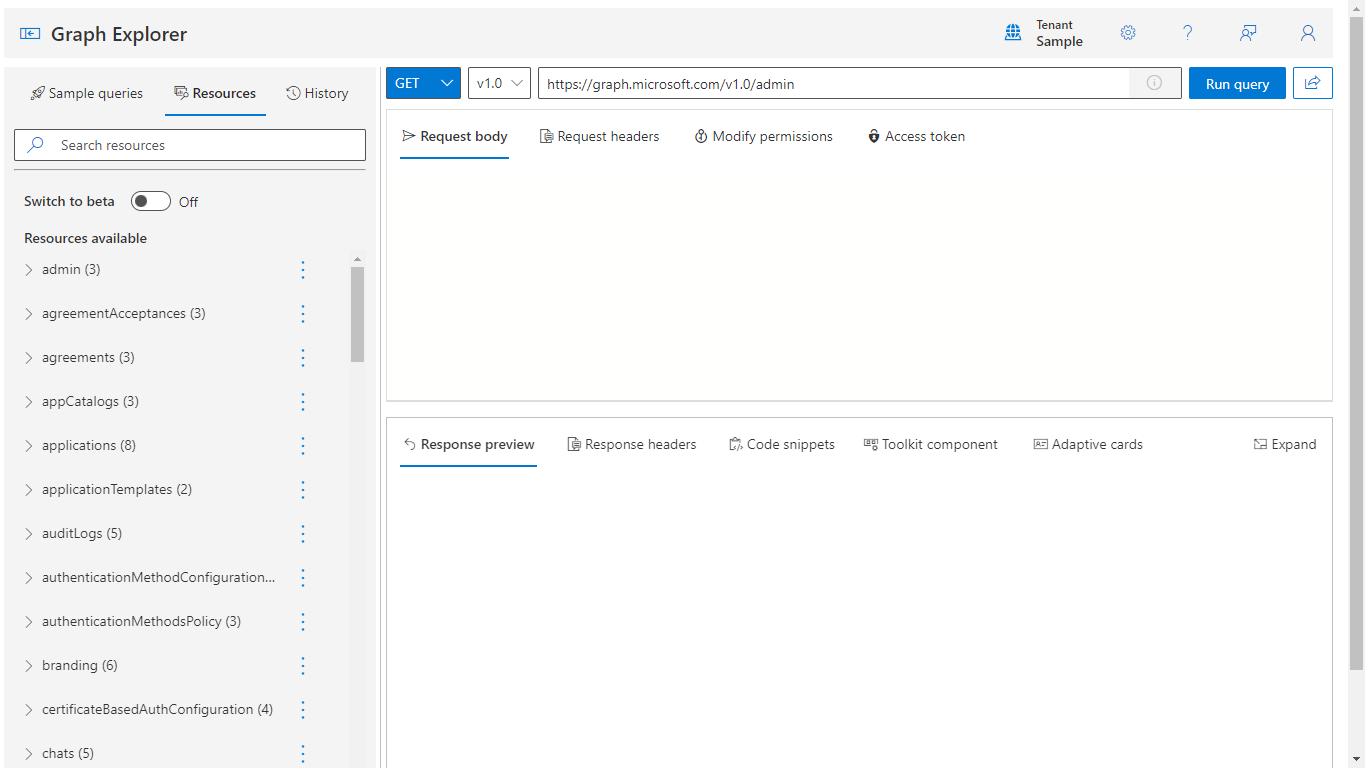 Graph Explorer
Tenant
Sample
Sample queries
Resources
History
Search resources
Switch to beta
Off
Resources available
admin (3)
agreementAcceptances (3)
agreements (3)
appCatalogs (3)
applications (8)
applicationTemplates (2)
auditLogs (5)
authenticationMethodConfiguration...
authenticationMethodsPolicy (3)
branding (6)
certificateBasedAuthConfiguration (4)
chats (5)
GET
v1.0
https://graph.microsoft.com/v1.0/admin
Run query
Request body
Request headers
Modify permissions
Access token
Response preview
Response headers
Code snippets
Toolkit component
Adaptive cards
Expand